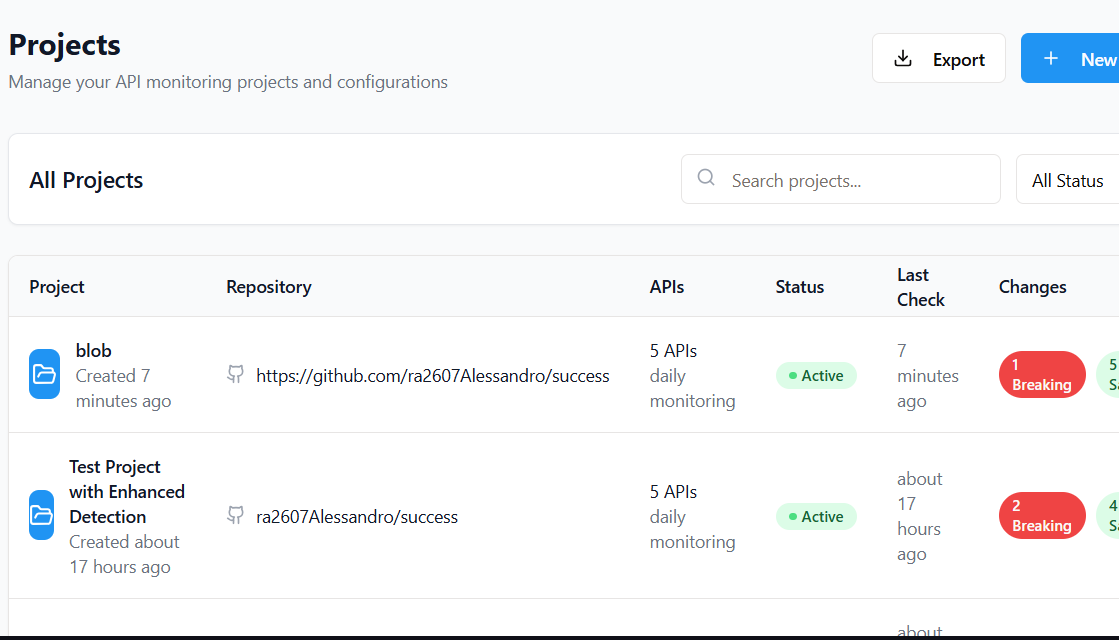 Projects
Manage your API monitoring projects and configurations
Export
New
All Projects
Search projects...
All Status
Project
Repository
APIs
Status
Last
Check
Changes
blob
Created 7
minutes ago
https://github.com/ra2607Alessandro/success
5 APIs
daily
monitoring
Active
7
minutes
ago
1
Breaking
5
Test Project
with Enhanced
Detection
Created about
17 hours ago
ra2607Alessandro/success
5 APIs
daily
monitoring
Active
about
17
hours
ago
2
Breaking
4
about